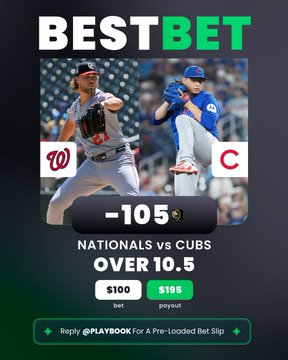 BESTBET
W
C
-105
NATIONALS vs CUBS
OVER 10.5
$100 $195
bet payout
Reply @PLAYBOOK For A Pre-Loaded Bet Slip